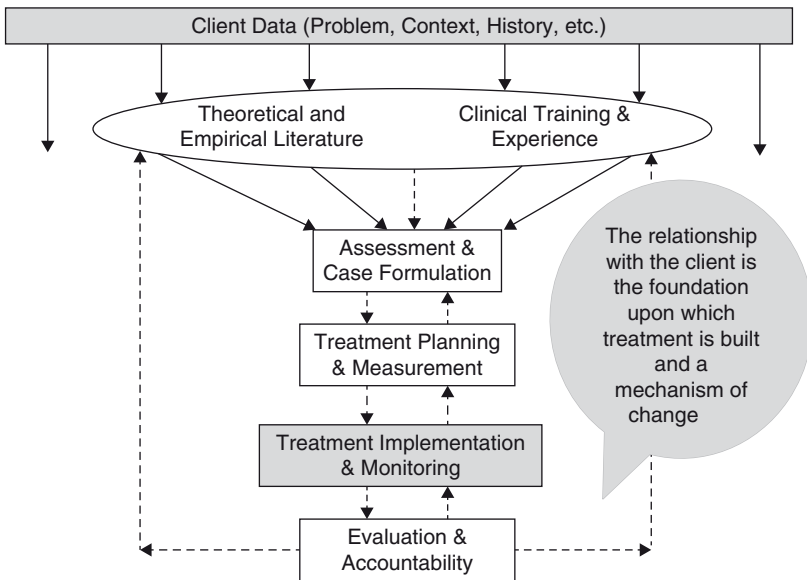 Client Data (Problem, Context, History, etc.)
Theoretical and
Empirical Literature
Clinical Training &
Experience
Assessment &
Case Formulation
Treatment Planning
& Measurement
Treatment Implementation
& Monitoring
Evaluation &
Accountability
The relationship
with the client is
the foundation
upon which
treatment is built
and a
mechanism of
change